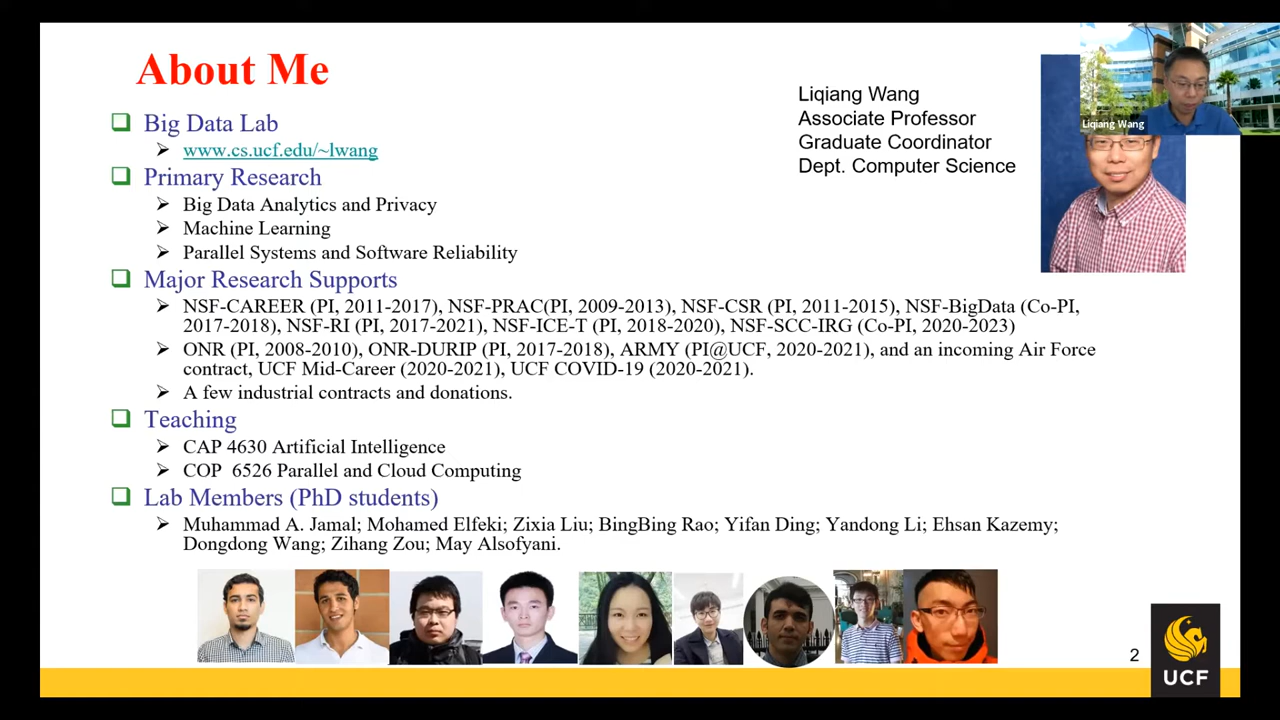 About Me
Liqiang Wang
Associate Professor
Graduate Coordinator
Dept. Computer Science
Liqiang Wang
Big Data Lab
www.cs.ucf.edu/~lwang
Primary Research
Big Data Analytics and Privacy
Machine Learning
Parallel Systems and Software Reliability
Major Research Supports
NSF-CAREER (PI, 2011-2017), NSF-PRAC(PI, 2009-2013), NSF-CSR (PI, 2011-2015), NSF-BigData (Co-PI,
2017-2018), NSF-RI (PI, 2017-2021), NSF-ICE-T (PI, 2018-2020), NSF-SCC-IRG (Co-PI, 2020-2023)
ONR (PI, 2008-2010), ONR-DURIP (PI, 2017-2018), ARMY (PI@UCF, 2020-2021), and an incoming Air Force
contract, UCF Mid-Career (2020-2021), UCF COVID-19 (2020-2021).
A few industrial contracts and donations.
Teaching
CAP 4630 Artificial Intelligence
COP  6526 Parallel and Cloud Computing
Lab Members (PhD students)
Muhammad A. Jamal; Mohamed Elfeki; Zixia Liu; BingBing Rao; Yifan Ding; Yandong Li; Ehsan Kazemy;
Dongdong Wang; Zihang Zou; May Alsofyani.
2
UCF